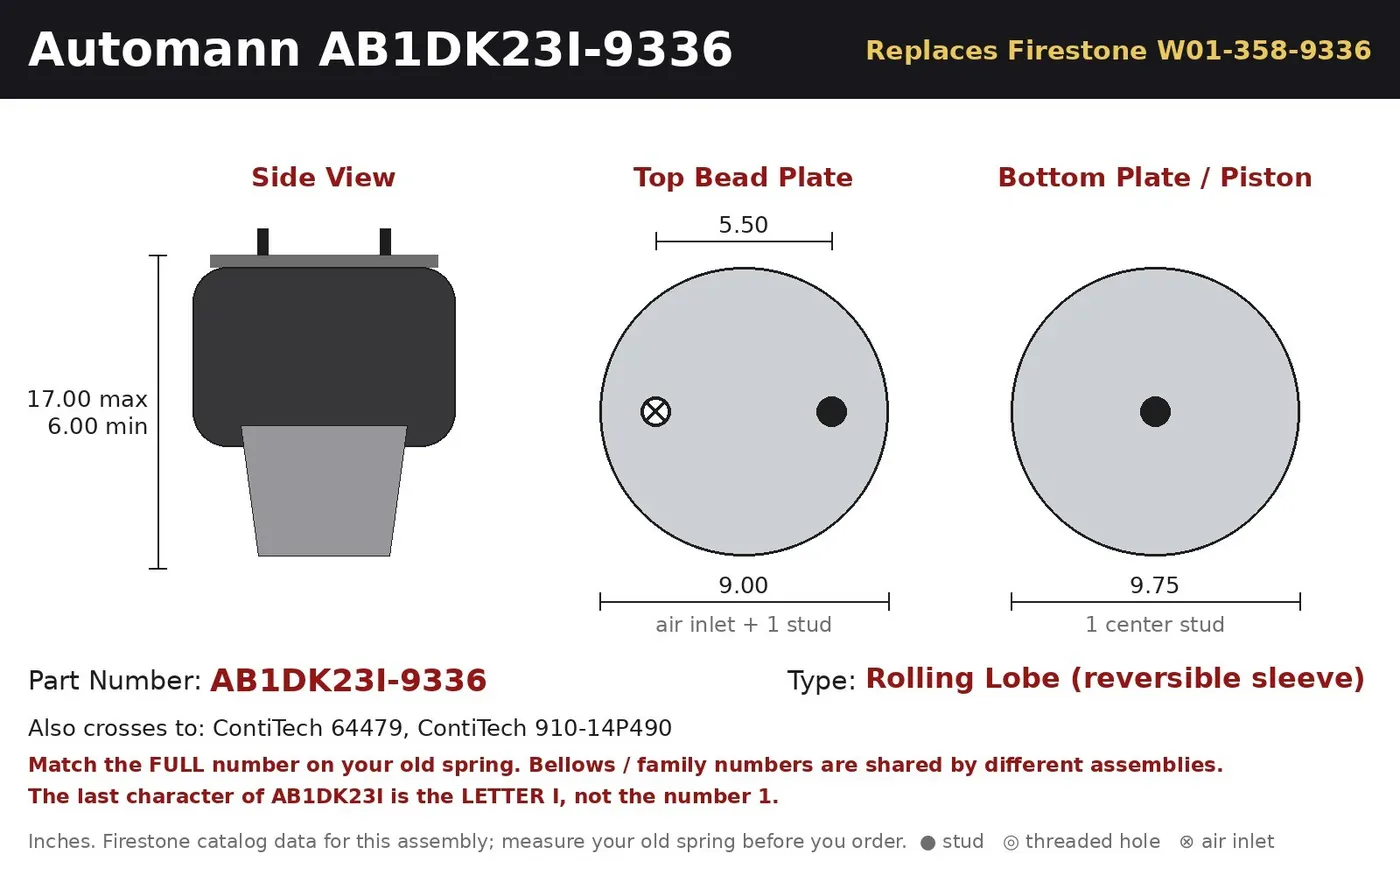 Automann AB1DK23I-9336
Replaces Firestone W01-358-9336
Side View
Top Bead Plate
Bottom Plate / Piston
5.50
17.00 max
6.00 min
9.00
9.75
air inlet + 1 stud
1 center stud
Part Number: AB1DK23I-9336
Type: Rolling Lobe (reversible sleeve)
Also crosses to: ContiTech 64479, ContiTech 910-14P490
Match the FULL number on your old spring. Bellows / family numbers are shared by different assemblies.
The last character of AB1DK23I is the LETTER I, not the number 1.
Inches. Firestone catalog data for this assembly; measure your old spring before you order. ● stud ◎ threaded hole ⊗ air inlet